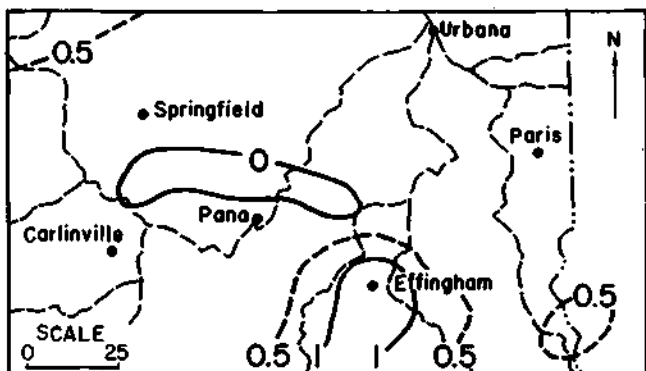 0.5
Urbana
N
Springfield
Paris
0
Pana
Carlinville
Effingham
0.5
SCALE
0 25
0.5 1 1 0.5